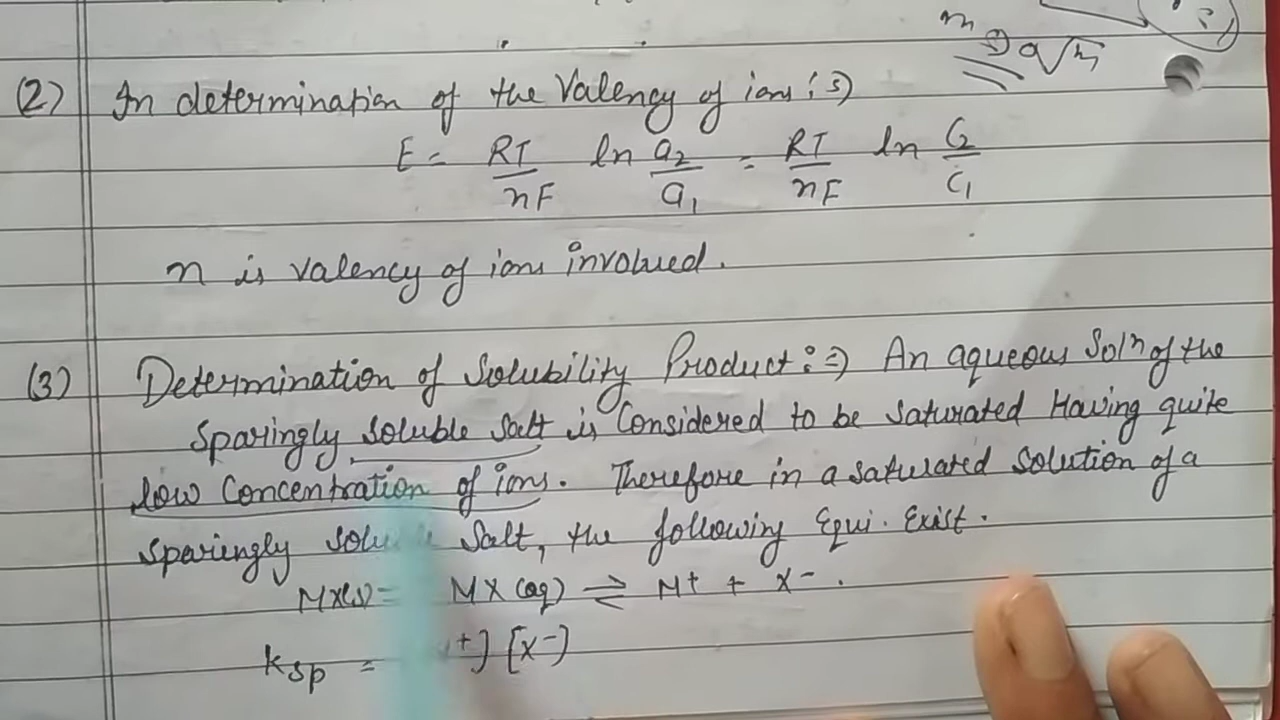 (2) In determination of the Valency of ions :⇒
E = RT/nF ln a2/a1 = RT/nF ln C2/C1
n is valency of ions involved.
(3) Determination of Solubility Product :⇒ An aqueous Solⁿ of the
Sparingly soluble salt is Considered to be saturated Having quite
low Concentration of ions. Therefore in a saturated solution of a
sparingly Salt, the following Equi. Exist.
MX(s) = MX (aq) ⇌ M+ + X- .
Ksp = +] [X-]